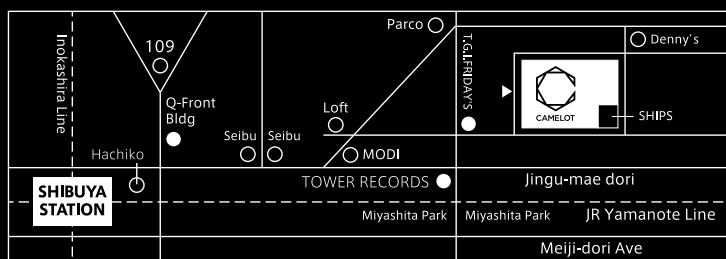 Parco
109
Inokashira Line
T.G.I.FRIDAY'S
Denny's
Q-Front
Bldg
Loft
CAMELOT
SHIPS
Seibu
Seibu
Hachiko
MODI
SHIBUYA
STATION
TOWER RECORDS
Jingu-mae dori
Miyashita Park
Miyashita Park
JR Yamanote Line
Meiji-dori Ave